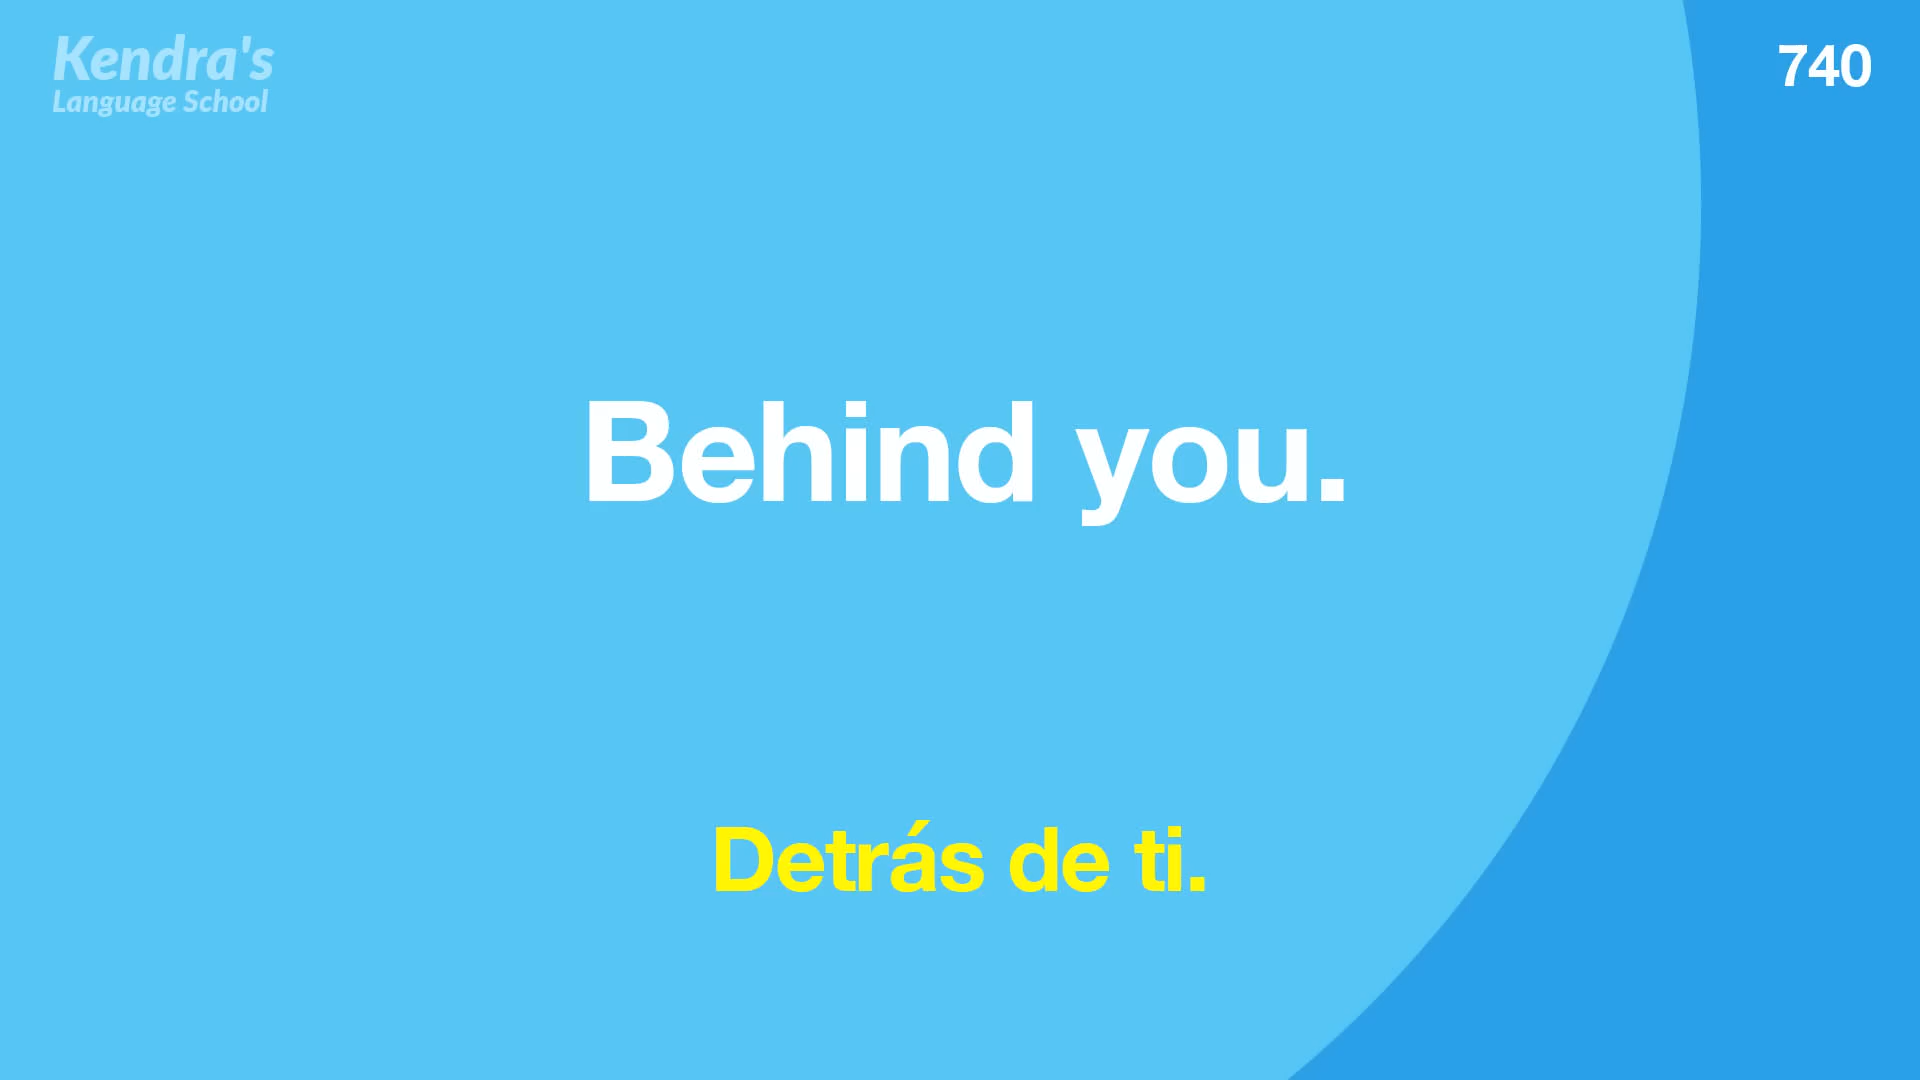 Kendra's
Language School
740
Behind you.
Detrás de ti.